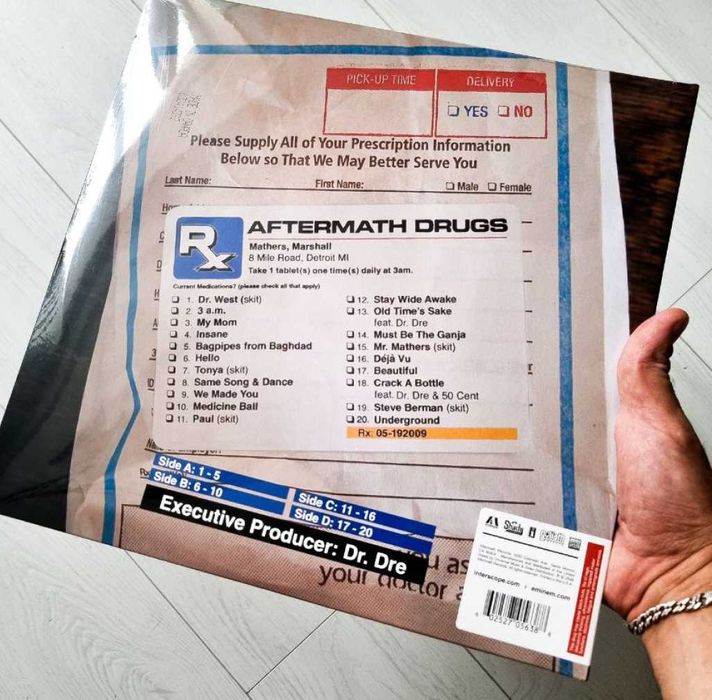 PICK-UP TIME
DELIVERY
YES NO
Please Supply All of Your Prescription Information
Below so That We May Better Serve You
Last Name: First Name: Male Female
Rx
AFTERMATH DRUGS
Mathers, Marshall
8 Mile Road, Detroit MI
Take 1 tablet(s) one time(s) daily at 3am.
Current Medications? (please check all that apply)
1. Dr. West (skit)
2. 3 a.m.
3. My Mom
4. Insane
5. Bagpipes from Baghdad
6. Hello
7. Tonya (skit)
8. Same Song & Dance
9. We Made You
10. Medicine Ball
11. Paul (skit)
12. Stay Wide Awake
13. Old Time's Sake
feat. Dr. Dre
14. Must Be The Ganja
15. Mr. Mathers (skit)
16. Déjà Vu
17. Beautiful
18. Crack A Bottle
feat. Dr. Dre & 50 Cent
19. Steve Berman (skit)
20. Underground
Rx: 05-192009
Side A: 1 - 5
Side B: 6 - 10
Side C: 11 - 16
Side D: 17 - 20
Executive Producer: Dr. Dre
your doctor
Shady
interscope.com eminem.com